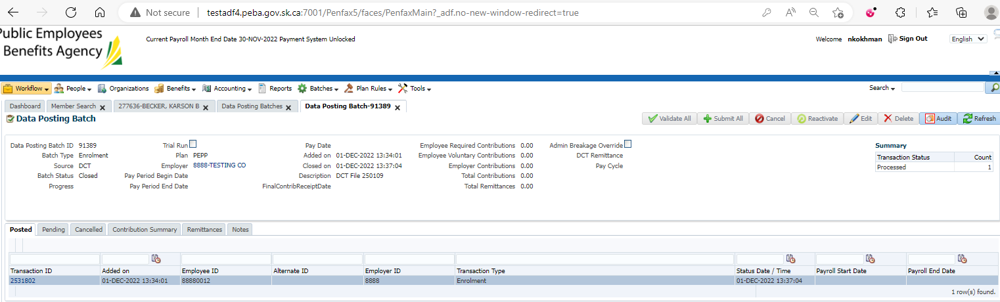 Not secure testadf4.peba.gov.sk.ca:7001/Penfax5/faces/PenfaxMain?_adf.no-new-window-redirect=true
Public Employees
Benefits Agency
Current Payroll Month End Date 30-NOV-2022 Payment System Unlocked
Welcome nkokhman Sign Out English
Workflow People Organizations Benefits Accounting Reports Batches Plan Rules Tools Search
Dashboard Member Search 277636-BECKER, KARSON B Data Posting Batches Data Posting Batch-91389
Data Posting Batch Validate All Submit All Cancel Reactivate Edit Delete Audit Refresh
Data Posting Batch ID 91389 Trial Run Pay Date Employee Required Contributions 0.00 Admin Breakage Override Summary
Batch Type Enrolment Plan PEPP Added on 01-DEC-2022 13:34:01 Employee Voluntary Contributions 0.00 DCT Remittance Transaction Status Count
Source DCT Employer 8888-TESTING CO Closed on 01-DEC-2022 13:37:04 Employer Contributions 0.00 Pay Cycle Processed 1
Batch Status Closed Pay Period Begin Date Description DCT File 250109 Total Contributions 0.00
Progress Pay Period End Date FinalContribReceiptDate Total Remittances 0.00
Posted Pending Cancelled Contribution Summary Remittances Notes
Transaction ID Added on Employee ID Alternate ID Employer ID Transaction Type Status Date / Time Payroll Start Date Payroll End Date
2531802 01-DEC-2022 13:34:01 88880012 8888 Enrolment 01-DEC-2022 13:37:04
1 row(s) found.